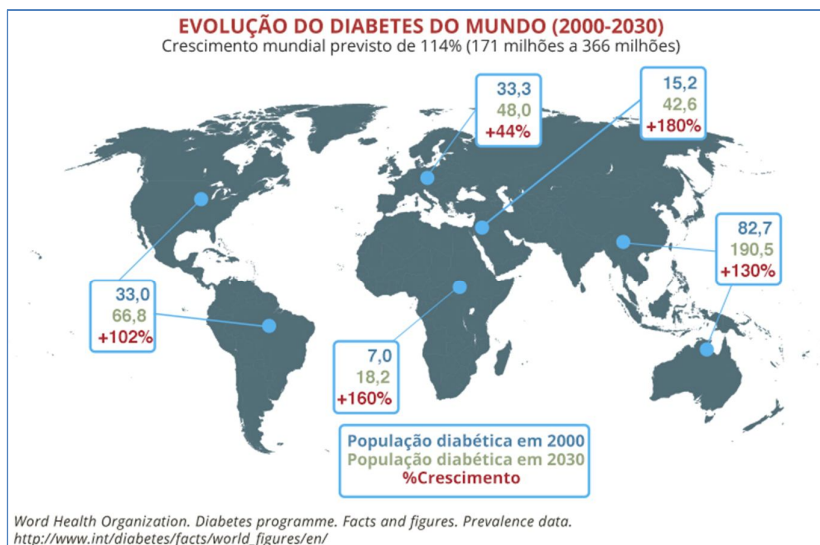 EVOLUÇÃO DO DIABETES DO MUNDO (2000-2030)
Crescimento mundial previsto de 114% (171 milhões a 366 milhões)
33,3
48,0
+44%
15,2
42,6
+180%
82,7
190,5
+130%
33,0
66,8
+102%
7,0
18,2
+160%
População diabética em 2000
População diabética em 2030
%Crescimento
Word Health Organization. Diabetes programme. Facts and figures. Prevalence data.
http://www.int/diabetes/facts/world_figures/en/